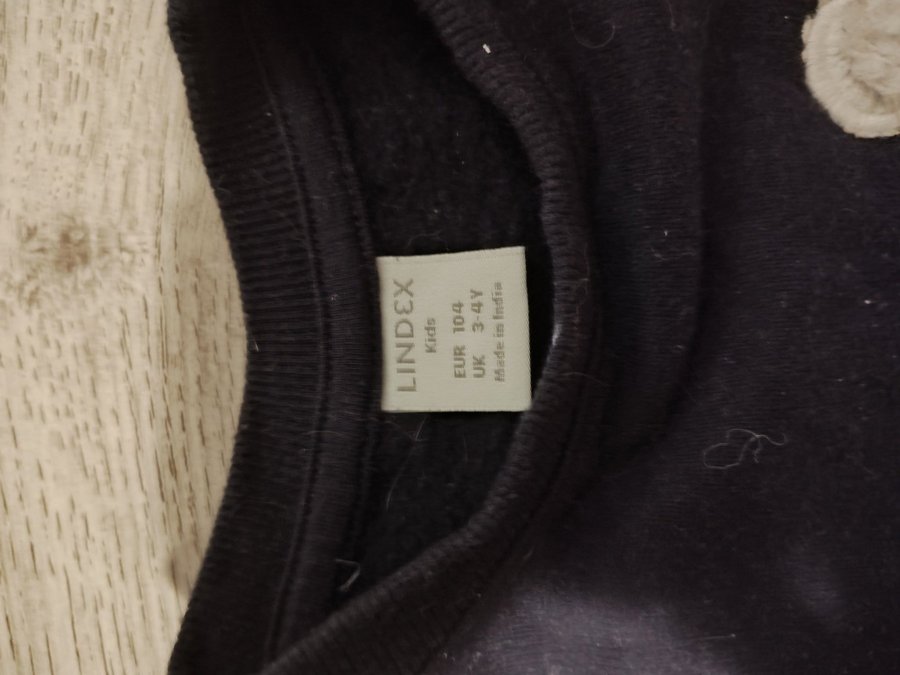 LINDEX
Kids
EUR 104
UK 3-4Y
Made in India